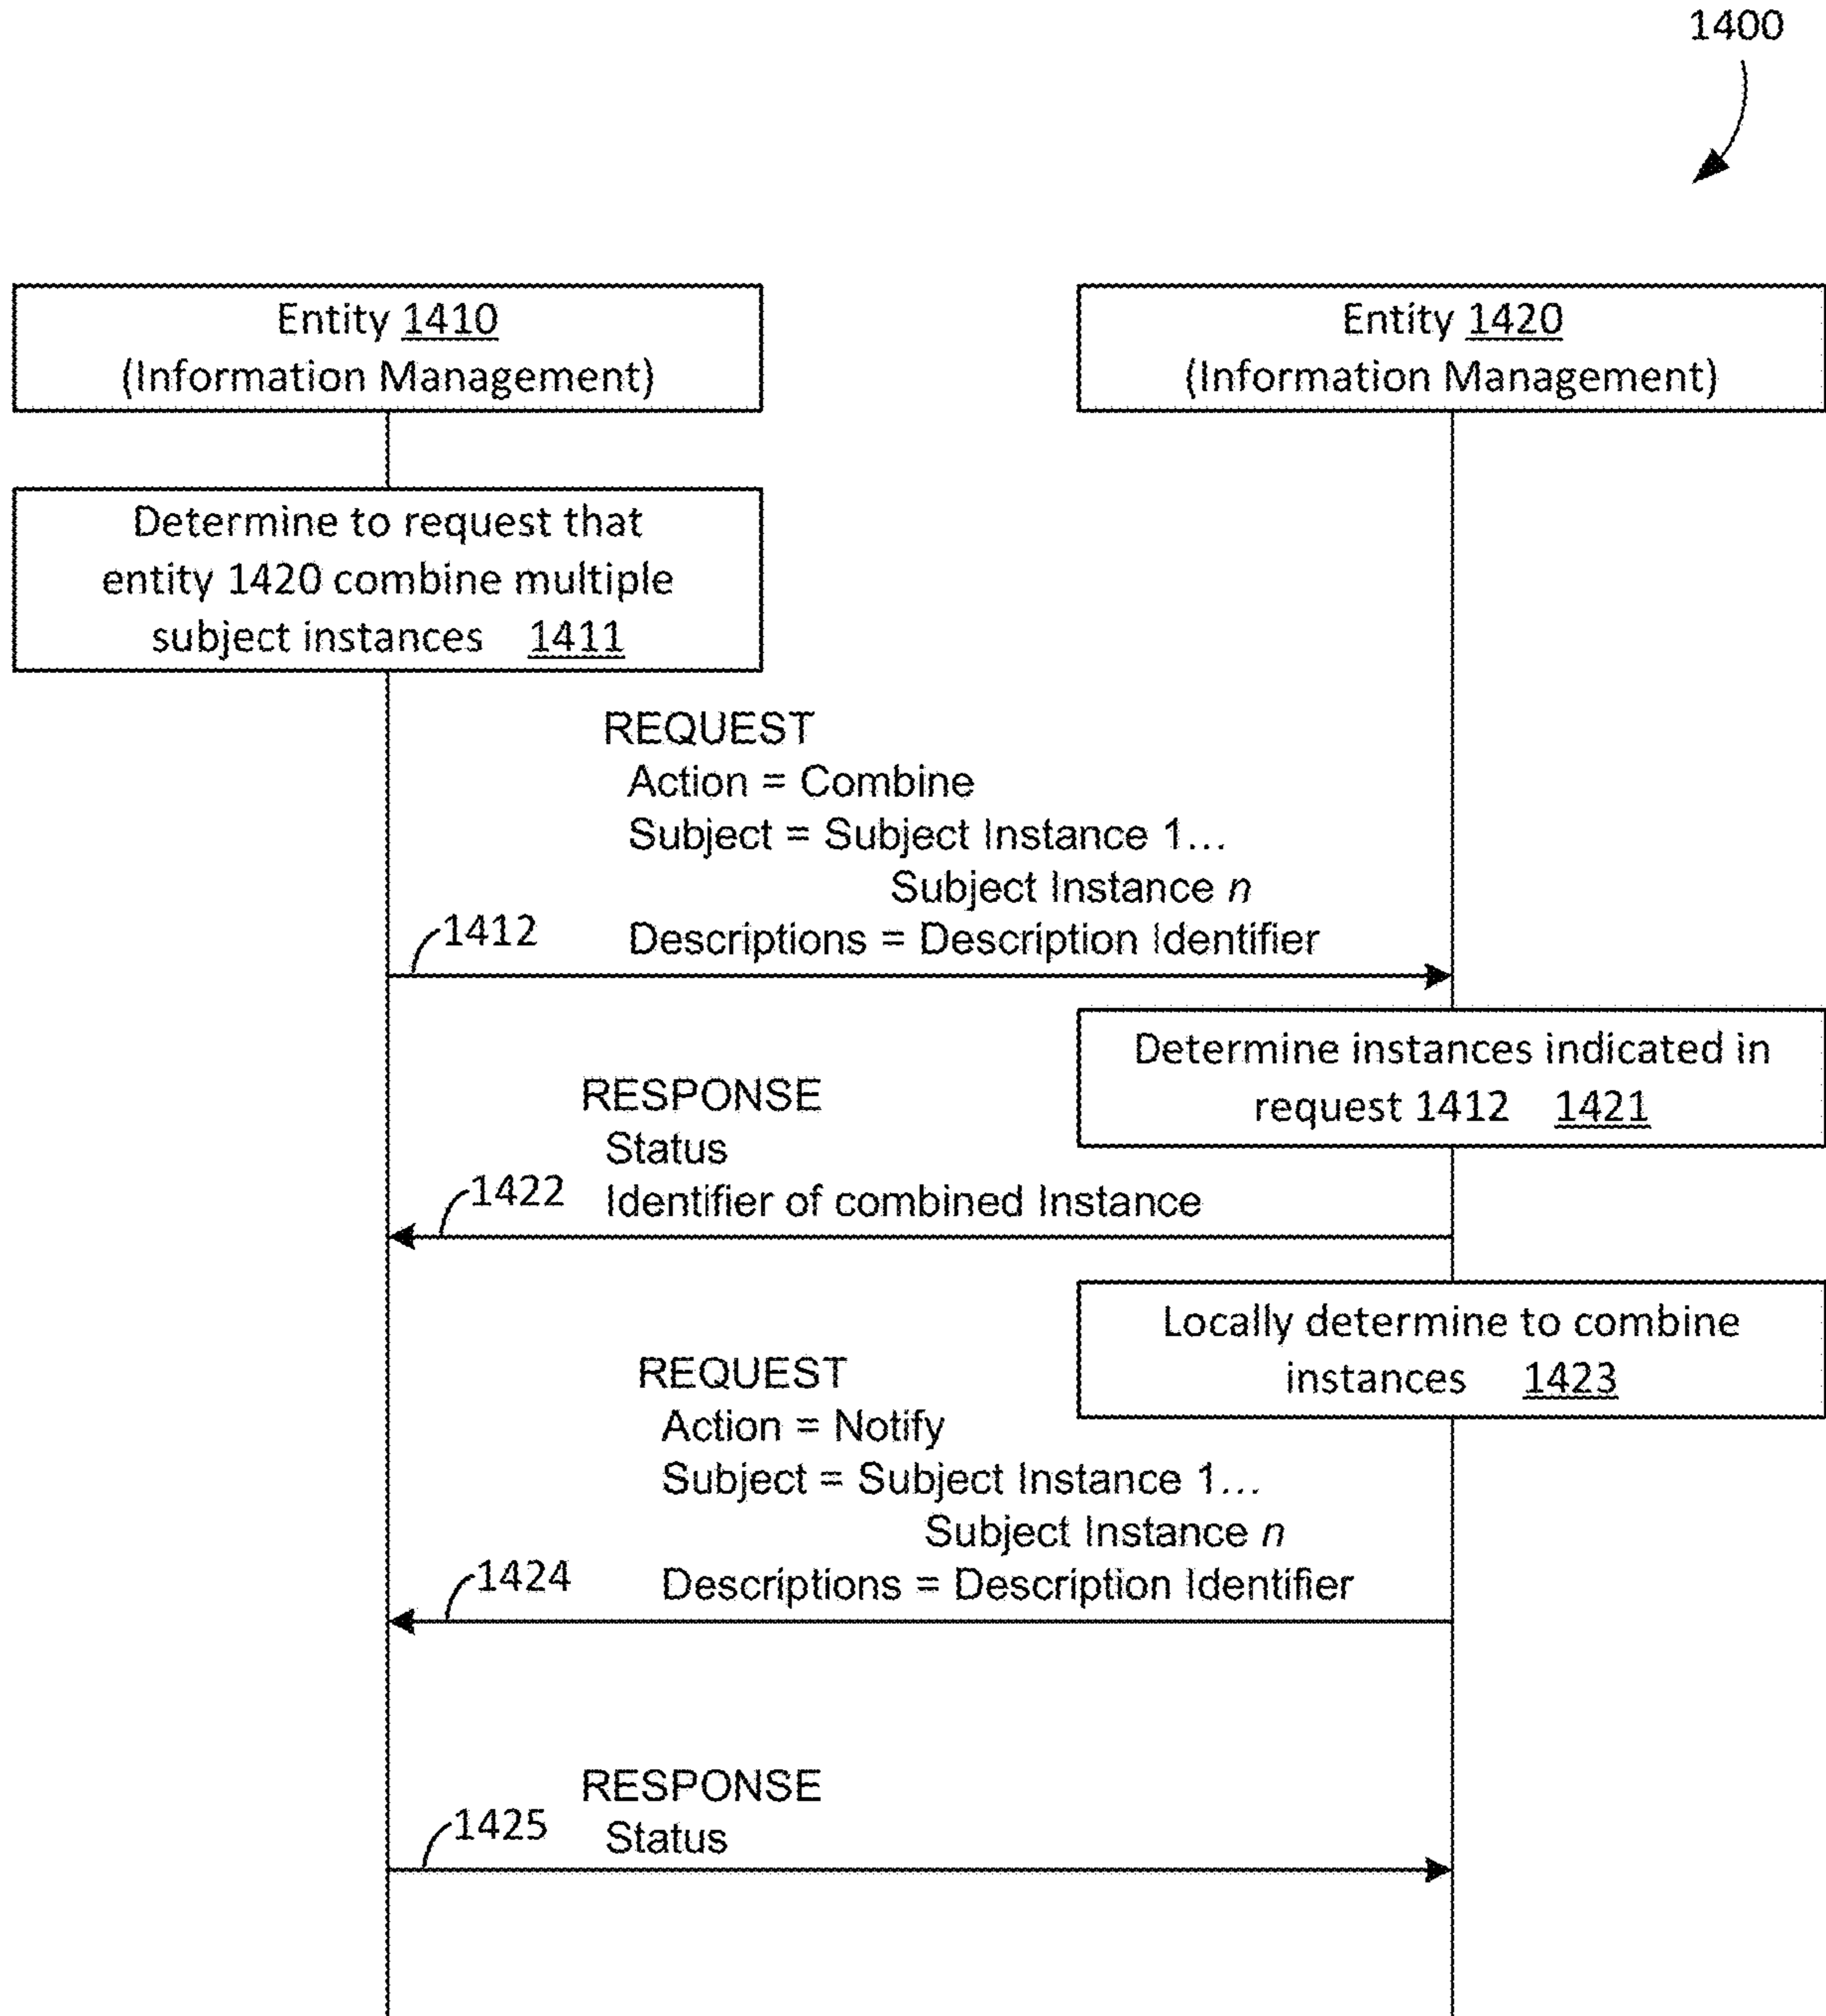 1400
Entity 1410
(Information Management)
Entity 1420
(Information Management)
Determine to request that
entity 1420 combine multiple
subject instances 1411
REQUEST
Action = Combine
Subject = Subject Instance 1...
Subject Instance n
Descriptions = Description Identifier
1412
Determine instances indicated in
request 1412 1421
RESPONSE
Status
Identifier of combined Instance
1422
Locally determine to combine
instances 1423
REQUEST
Action = Notify
Subject = Subject Instance 1...
Subject Instance n
Descriptions = Description Identifier
1424
RESPONSE
Status
1425